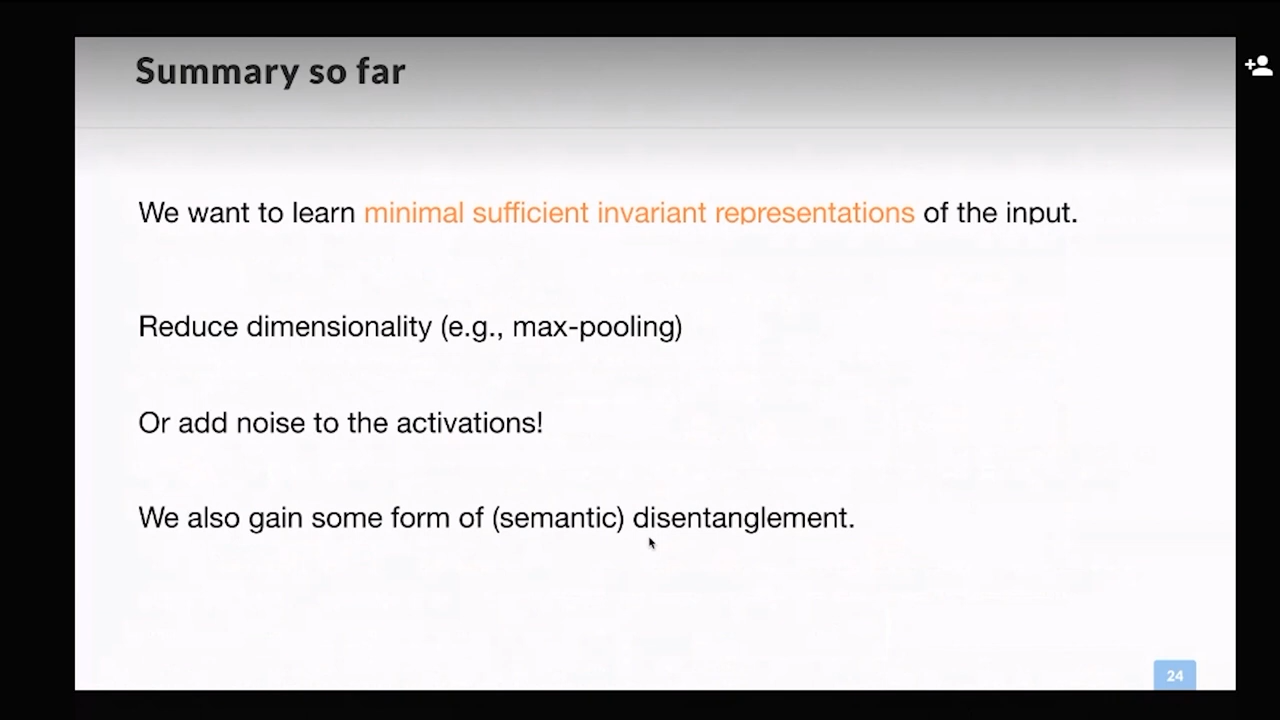 Summary so far
We want to learn minimal sufficient invariant representations of the input.
Reduce dimensionality (e.g., max-pooling)
Or add noise to the activations!
We also gain some form of (semantic) disentanglement.
24